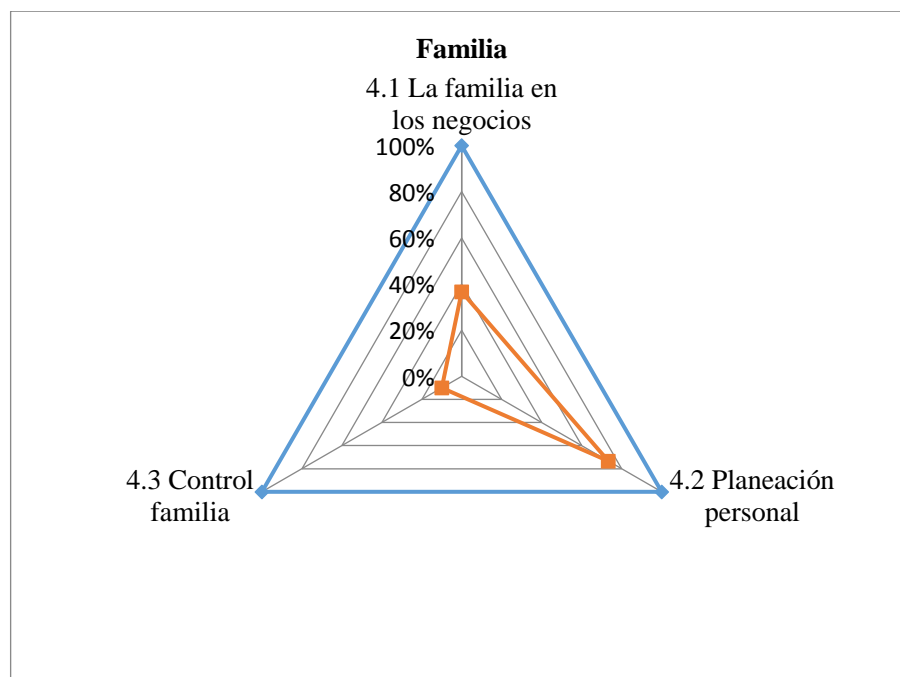 Familia
4.1 La familia en
los negocios
100%
80%
60%
40%
20%
0%
4.3 Control
familia
4.2 Planeación
personal